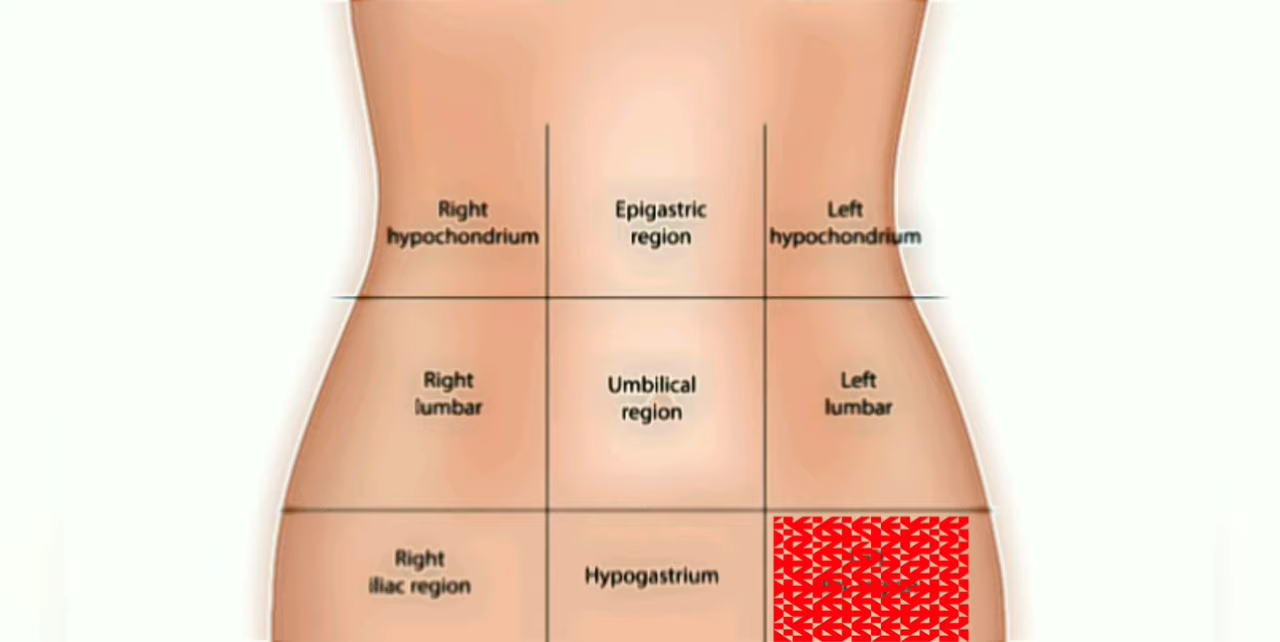 Right
hypochondrium
Epigastric
region
Left
hypochondrium
Right
lumbar
Umbilical
region
Left
lumbar
Right
iliac region
Hypogastrium